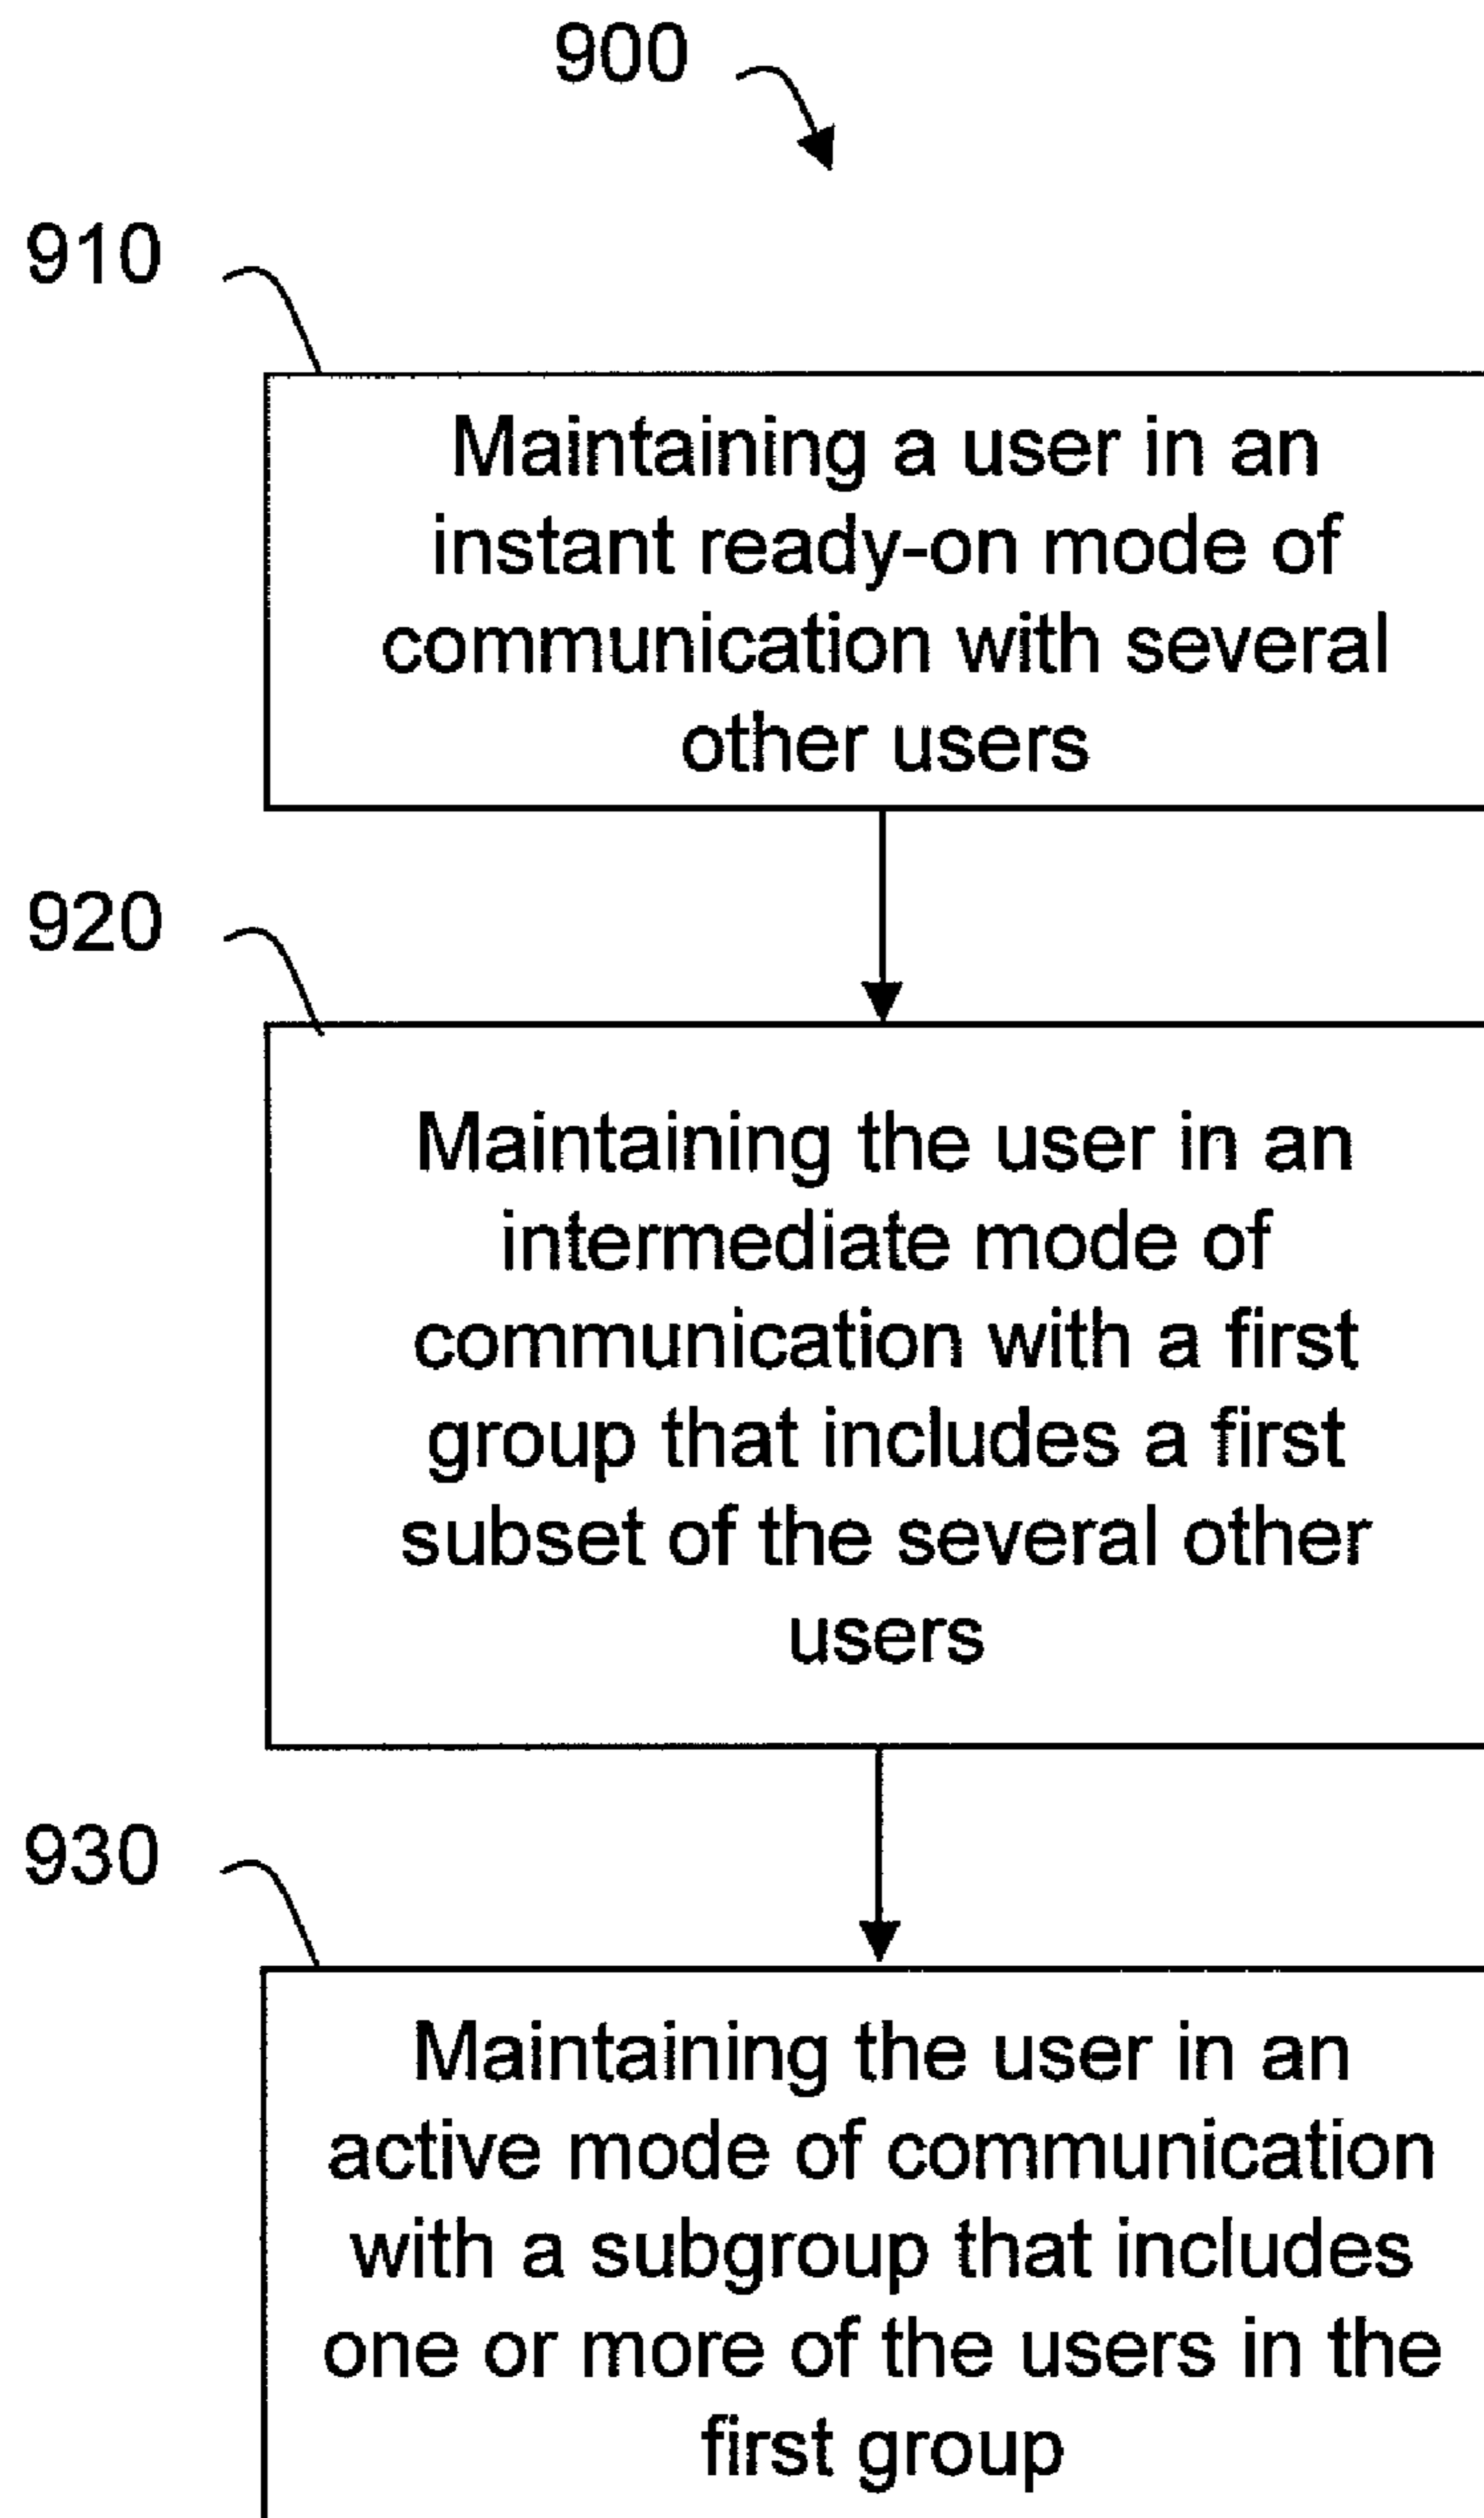 900
910
Maintaining a user in an
instant ready-on mode of
communication with several
other users
920
Maintaining the user in an
intermediate mode of
communication with a first
group that includes a first
subset of the several other
users
930
Maintaining the user in an
active mode of communication
with a subgroup that includes
one or more of the users in the
first group